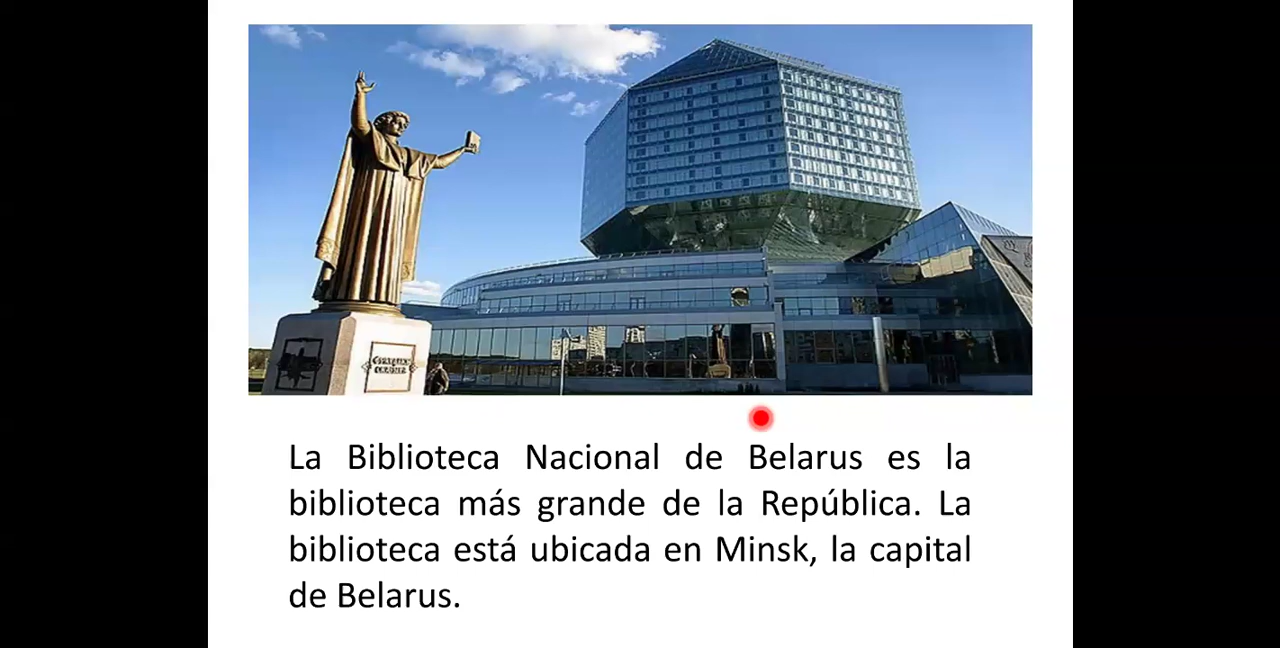 La Biblioteca Nacional de Belarus es la
biblioteca más grande de la República. La
biblioteca está ubicada en Minsk, la capital
de Belarus.